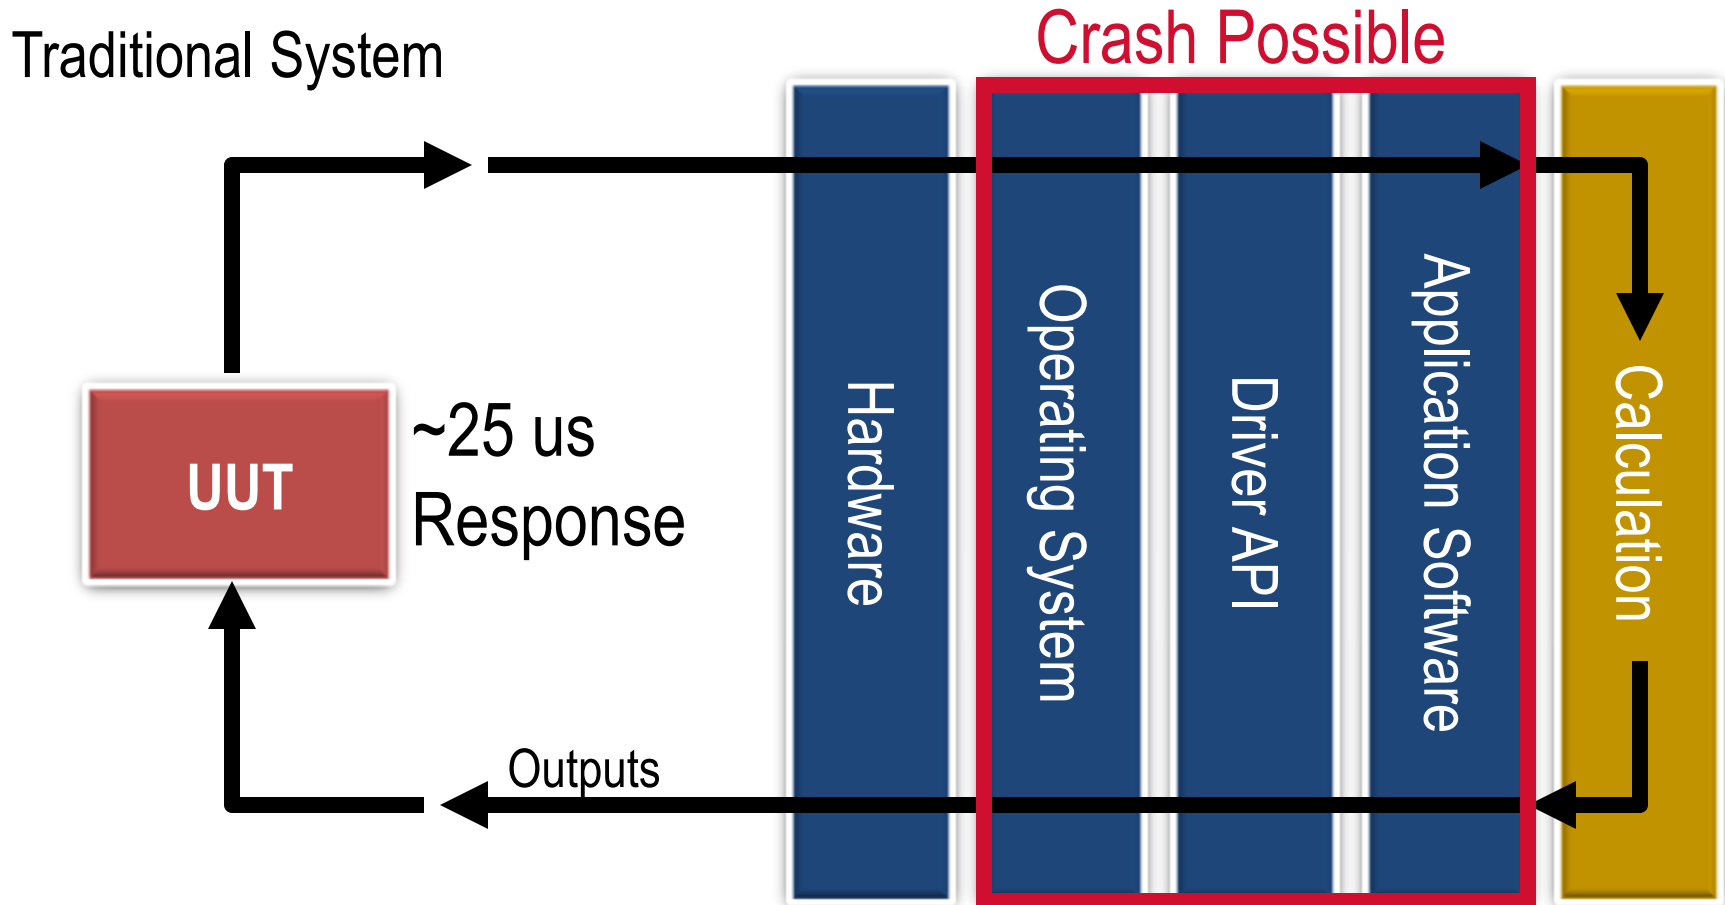 Traditional System
Crash Possible
UUT
~25 us
Response
Hardware
Operating System
Driver API
Application Software
Calculation
Outputs